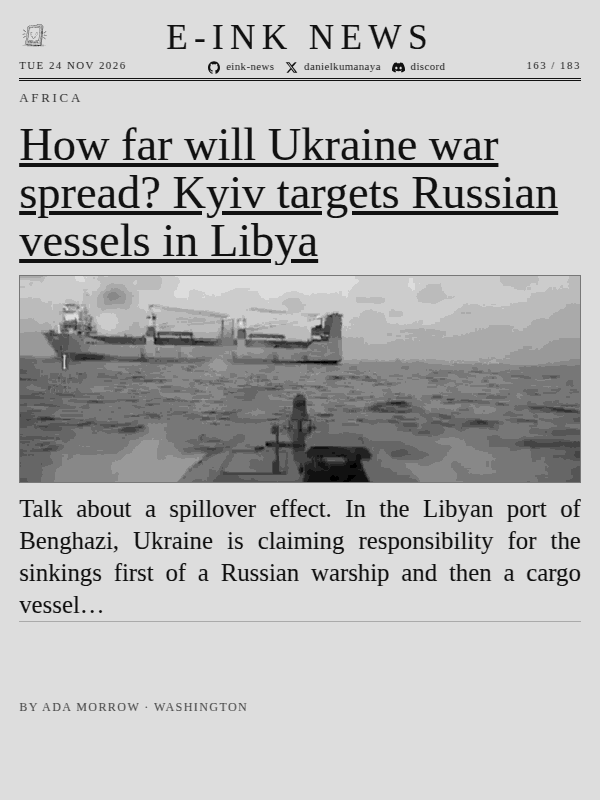 E-INK NEWS
TUE 24 NOV 2026
eink-news danielkumanaya discord
163 / 183
AFRICA
How far will Ukraine war
spread? Kyiv targets Russian
vessels in Libya
Talk about a spillover effect. In the Libyan port of
Benghazi, Ukraine is claiming responsibility for the
sinkings first of a Russian warship and then a cargo
vessel…
BY ADA MORROW · WASHINGTON